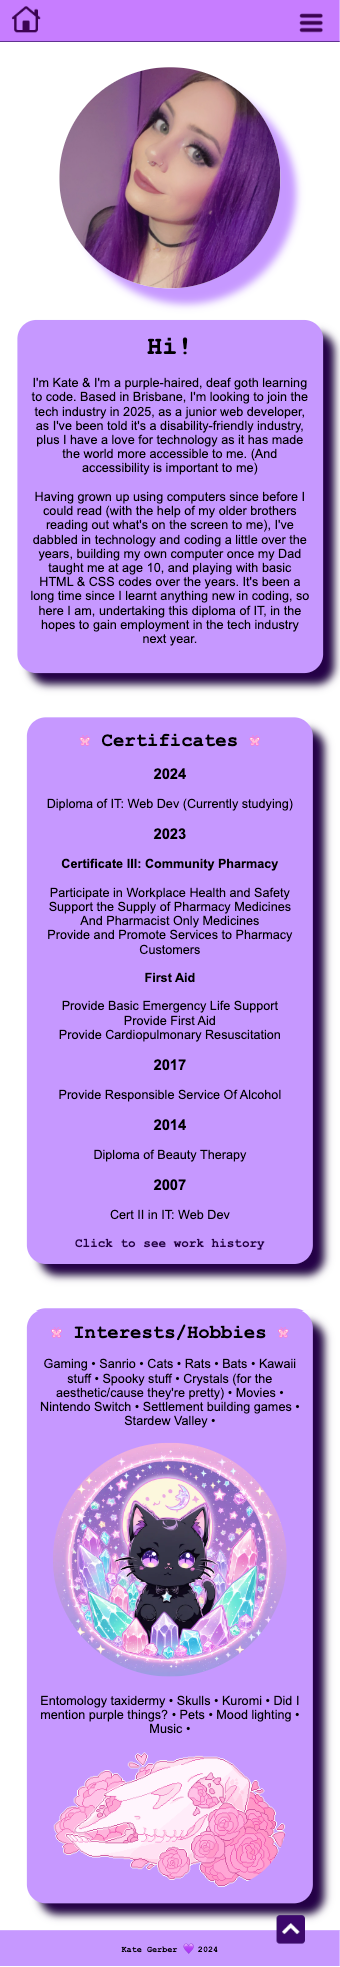 Hi!
I'm Kate & I'm a purple-haired, deaf goth learning
to code. Based in Brisbane, I'm looking to join the
tech industry in 2025, as a junior web developer,
as I've been told it's a disability-friendly industry,
plus I have a love for technology as it has made
the world more accessible to me. (And
accessibility is important to me)
Having grown up using computers since before I
could read (with the help of my older brothers
reading out what's on the screen to me), I've
dabbled in technology and coding a little over the
years, building my own computer once my Dad
taught me at age 10, and playing with basic
HTML & CSS codes over the years. It's been a
long time since I learnt anything new in coding, so
here I am, undertaking this diploma of IT, in the
hopes to gain employment in the tech industry
next year.
Certificates
2024
Diploma of IT: Web Dev (Currently studying)
2023
Certificate III: Community Pharmacy
Participate in Workplace Health and Safety
Support the Supply of Pharmacy Medicines
And Pharmacist Only Medicines
Provide and Promote Services to Pharmacy
Customers
First Aid
Provide Basic Emergency Life Support
Provide First Aid
Provide Cardiopulmonary Resuscitation
2017
Provide Responsible Service Of Alcohol
2014
Diploma of Beauty Therapy
2007
Cert II in IT: Web Dev
Click to see work history
Interests/Hobbies
Gaming • Sanrio • Cats • Rats • Bats • Kawaii
stuff • Spooky stuff • Crystals (for the
aesthetic/cause they're pretty) • Movies •
Nintendo Switch • Settlement building games •
Stardew Valley •
Entomology taxidermy • Skulls • Kuromi • Did I
mention purple things? • Pets • Mood lighting •
Music •
Kate Gerber 💜 2024